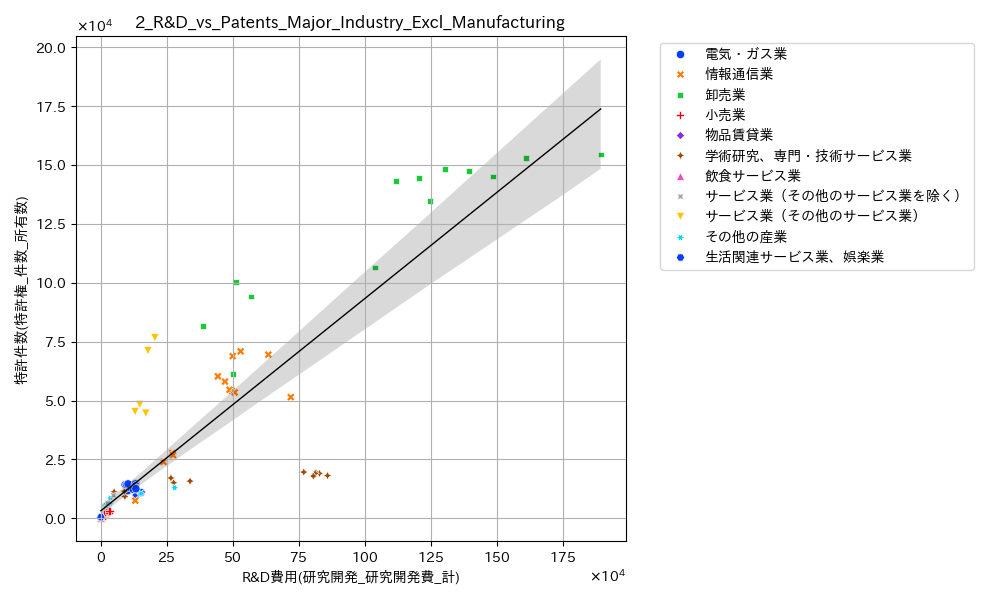 2_R&D_vs_Patents_Major_Industry_Excl_Manufacturing
×10⁴
20.0
17.5
15.0
12.5
10.0
7.5
5.0
2.5
0.0
特許件数(特許権_件数_所有数)
0
25
50
75
100
125
150
175
×10⁴
R&D費用(研究開発_研究開発費_計)
電気・ガス業
情報通信業
卸売業
小売業
物品賃貸業
学術研究、専門・技術サービス業
飲食サービス業
サービス業（その他のサービス業を除く）
サービス業（その他のサービス業）
その他の産業
生活関連サービス業、娯楽業